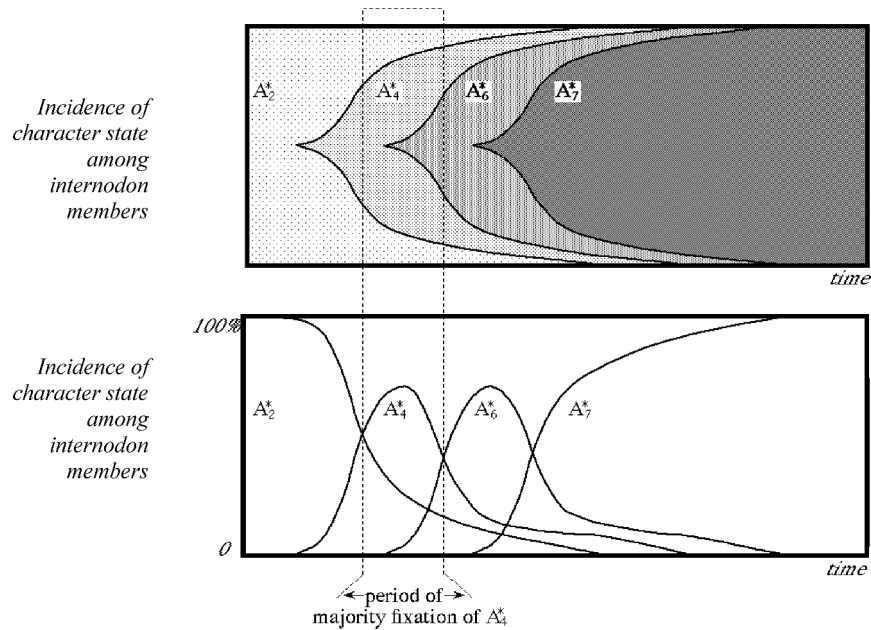 Incidence of
character state
among
internodon
members
A*2 A*4 A*6 A*7
time
100%
Incidence of
character state
among
internodon
members
A*2 A*4 A*6 A*7
0
time
period of
majority fixation of A*4